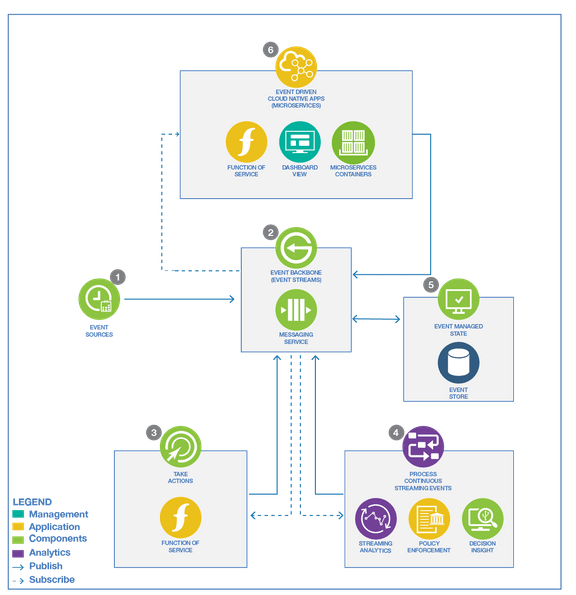 6
EVENT DRIVEN
CLOUD NATIVE APPS
(MICROSERVICES)
FUNCTION OF
SERVICE
DASHBOARD
VIEW
MICROSERVICES
CONTAINERS
2
EVENT BACKBONE
(EVENT STREAMS)
MESSAGING
SERVICE
1
EVENT
SOURCES
5
EVENT MANAGED
STATE
EVENT
STORE
3
TAKE
ACTIONS
FUNCTION OF
SERVICE
4
PROCESS
CONTINUOUS
STREAMING EVENTS
STREAMING
ANALYTICS
POLICY
ENFORCEMENT
DECISION
INSIGHT
LEGEND
Management
Application
Components
Analytics
Publish
Subscribe